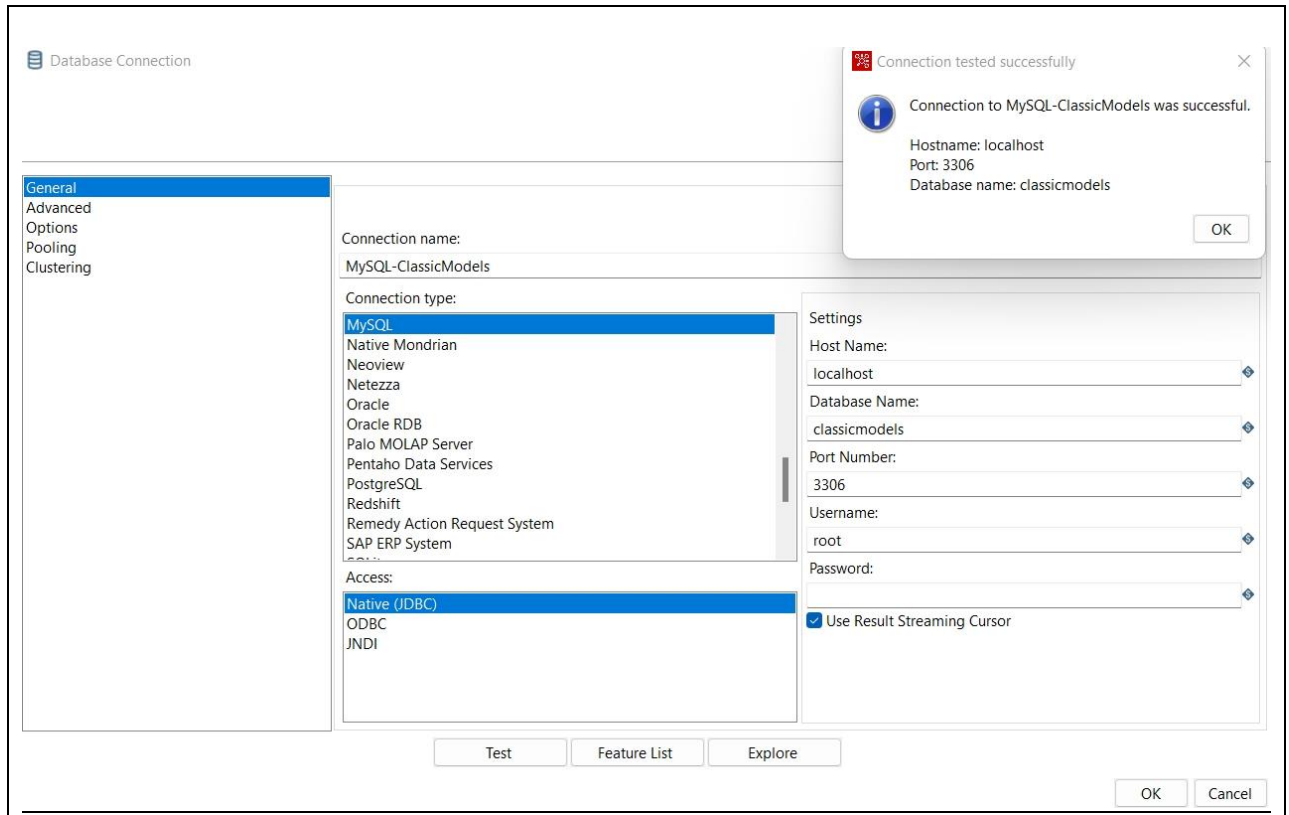 Database Connection
Connection tested successfully
Connection to MySQL-ClassicModels was successful.
Hostname: localhost
Port: 3306
Database name: classicmodels
OK
General
Advanced
Options
Pooling
Clustering
Connection name:
MySQL-ClassicModels
Connection type:
MySQL
Native Mondrian
Neoview
Netezza
Oracle
Oracle RDB
Palo MOLAP Server
Pentaho Data Services
PostgreSQL
Redshift
Remedy Action Request System
SAP ERP System
Access:
Native (JDBC)
ODBC
JNDI
Settings
Host Name:
localhost
Database Name:
classicmodels
Port Number:
3306
Username:
root
Password:
Use Result Streaming Cursor
Test
Feature List
Explore
OK
Cancel